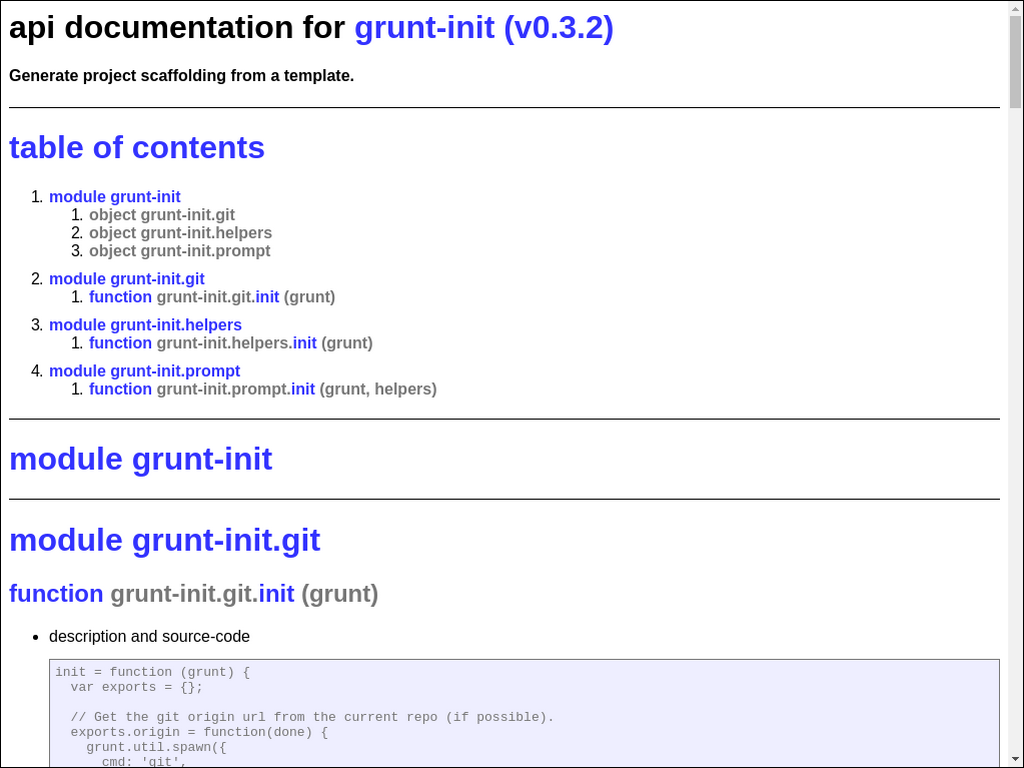 api documentation for grunt-init (v0.3.2)
Generate project scaffolding from a template.
table of contents
1. module grunt-init
1. object grunt-init.git
2. object grunt-init.helpers
3. object grunt-init.prompt
2. module grunt-init.git
1. function grunt-init.git.init (grunt)
3. module grunt-init.helpers
1. function grunt-init.helpers.init (grunt)
4. module grunt-init.prompt
1. function grunt-init.prompt.init (grunt, helpers)
module grunt-init
module grunt-init.git
function grunt-init.git.init (grunt)
• description and source-code
init = function (grunt) {
  var exports = {};
  // Get the git origin url from the current repo (if possible).
  exports.origin = function(done) {
    grunt.util.spawn({
      cmd: 'git',